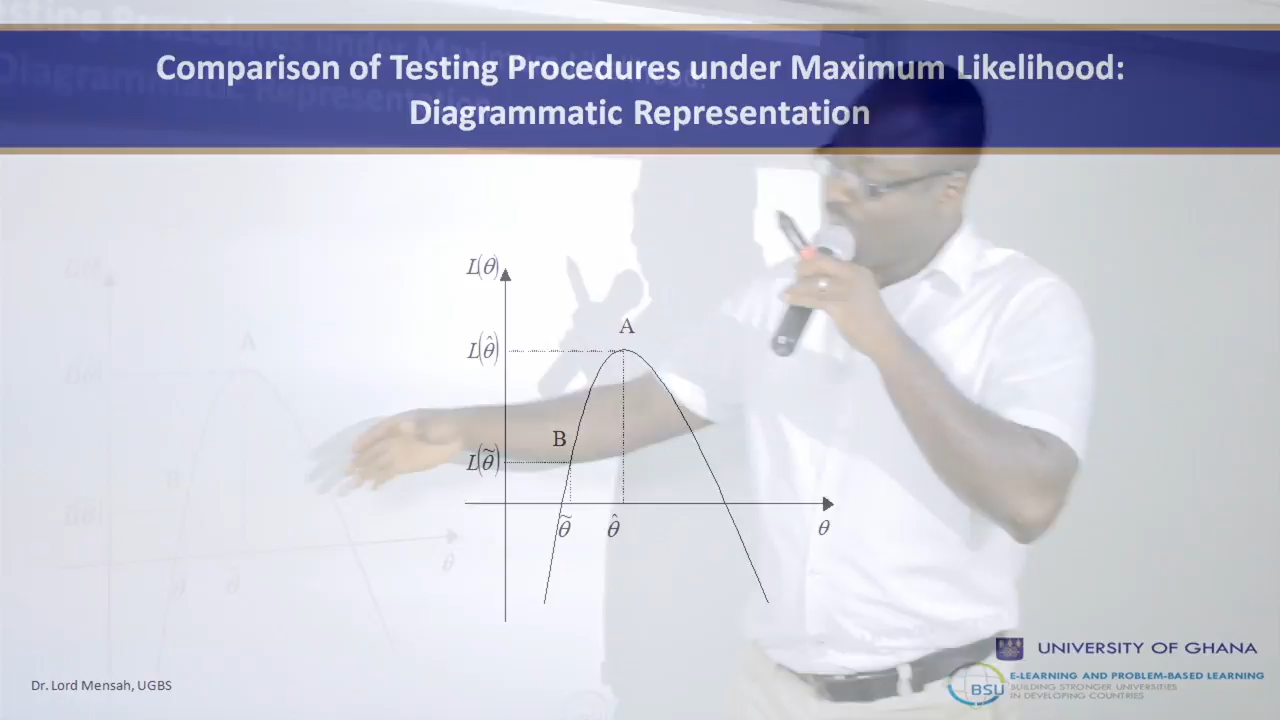 Comparison of Testing Procedures under Maximum Likelihood:
Diagrammatic Representation
L(θ)
A
L(θ̂)
B
L(θ̃)
θ̃
θ̂
θ
UNIVERSITY OF GHANA
BSU
E-LEARNING AND PROBLEM-BASED LEARNING
BUILDING STRONGER UNIVERSITIES
IN DEVELOPING COUNTRIES
Dr. Lord Mensah, UGBS